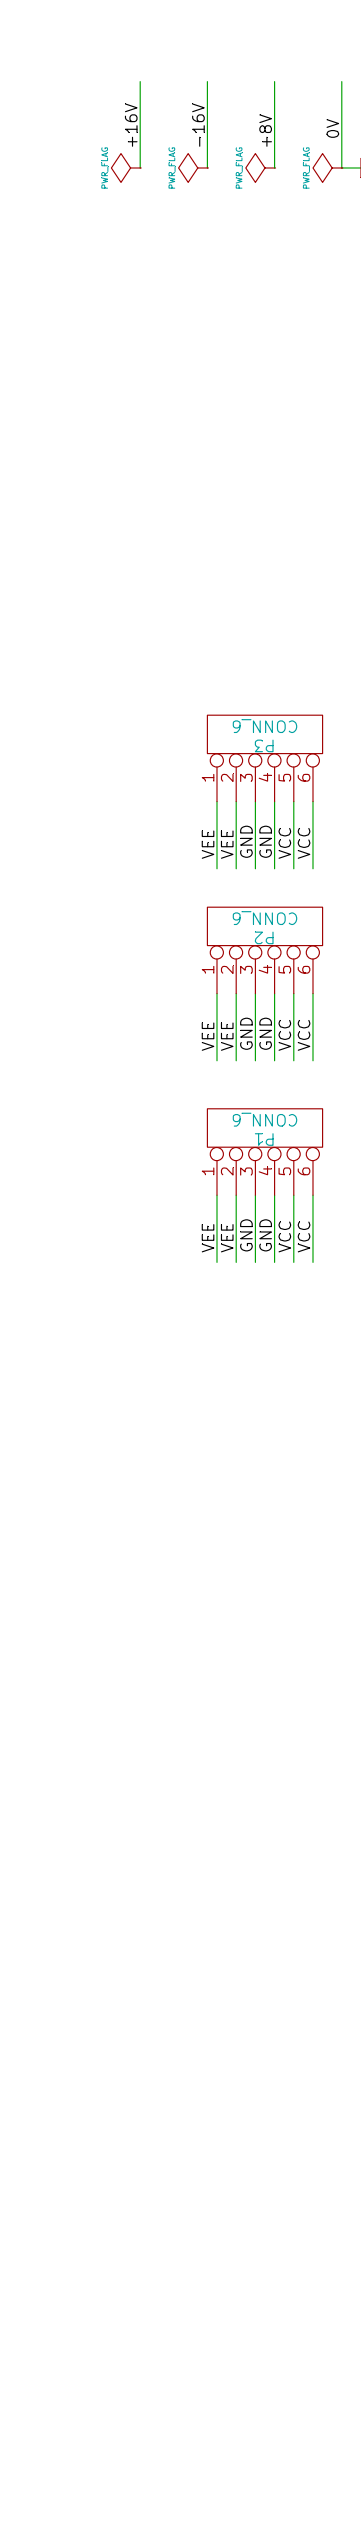 +16V
PWR_FLAG
-16V
PWR_FLAG
+8V
PWR_FLAG
0V
PWR_FLAG
CONN_6
P3
1 2 3 4 5 6
VEE VEE GND GND VCC VCC
CONN_6
P2
1 2 3 4 5 6
VEE VEE GND GND VCC VCC
CONN_6
P1
1 2 3 4 5 6
VEE VEE GND GND VCC VCC